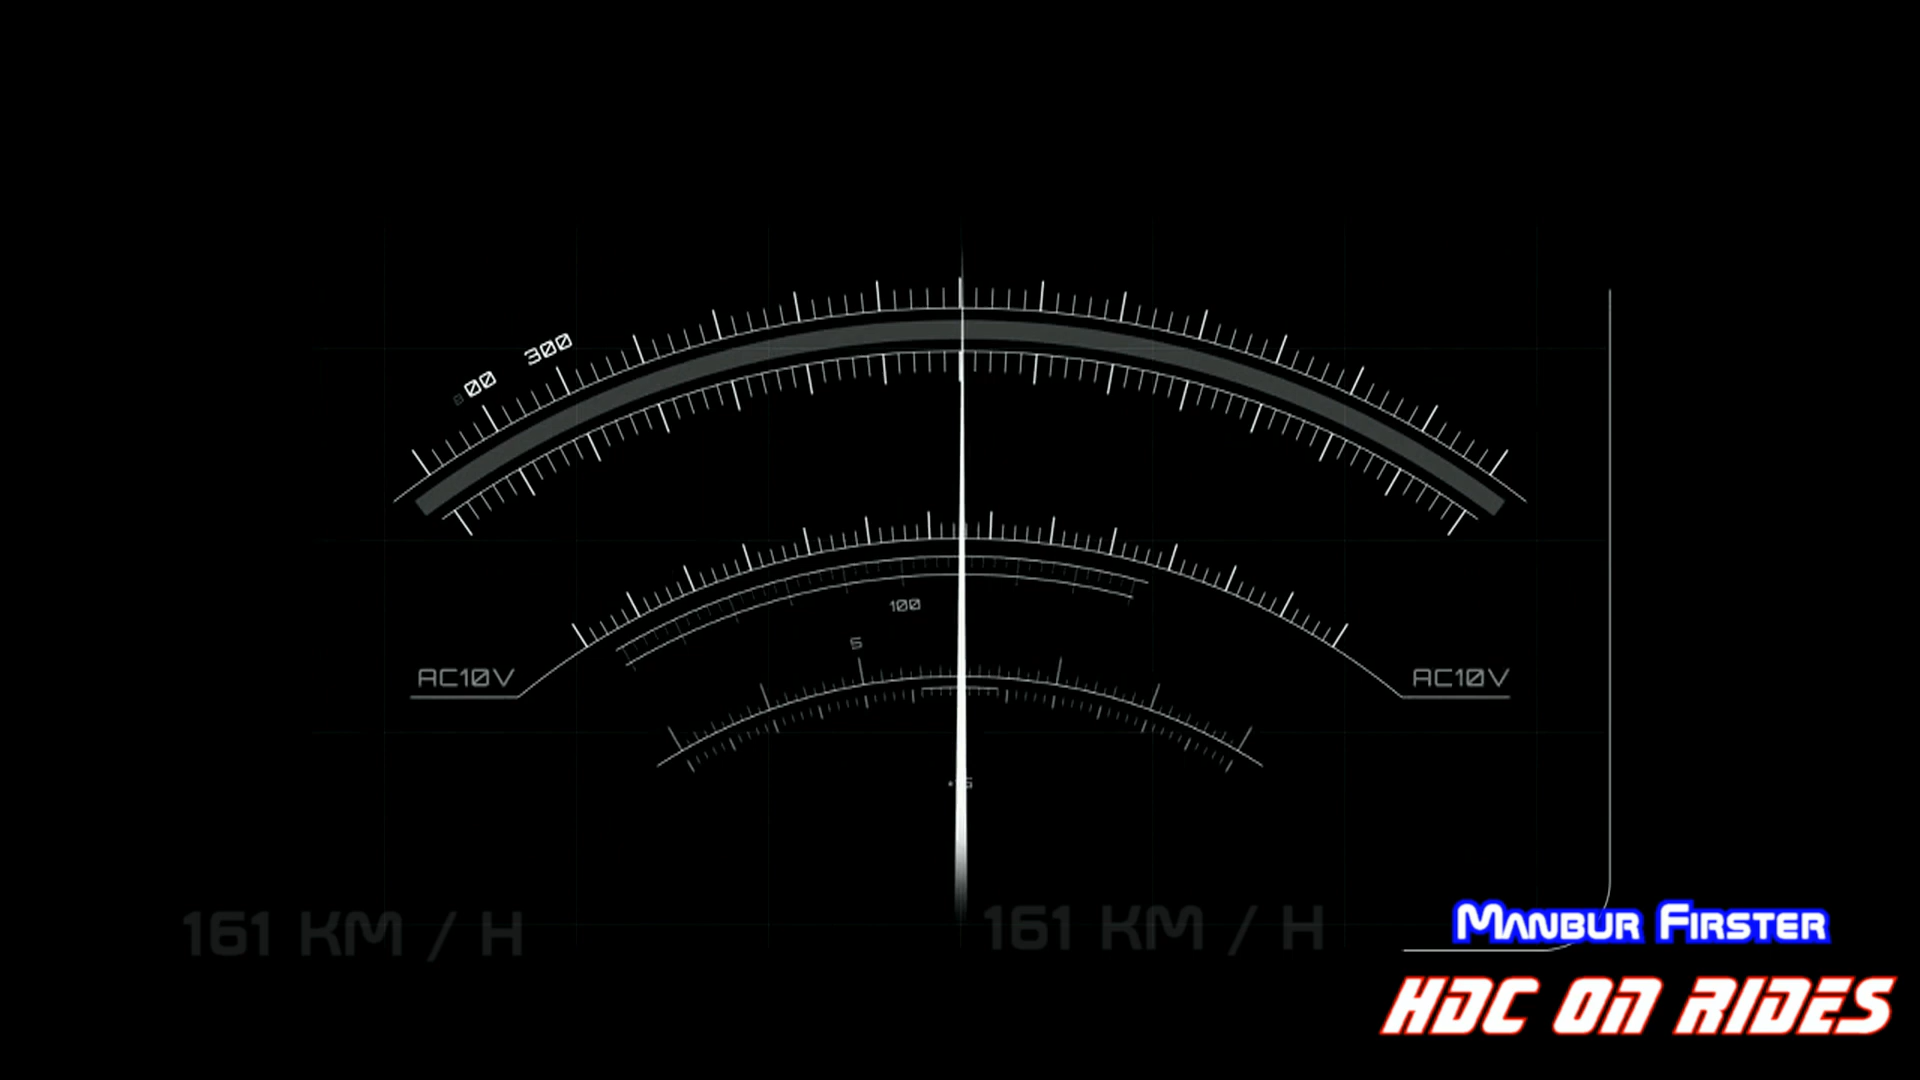 300
00
100
5
AC10V
AC10V
161 KM / H
161 KM / H
MANBUR FIRSTER
HDC ON RIDES